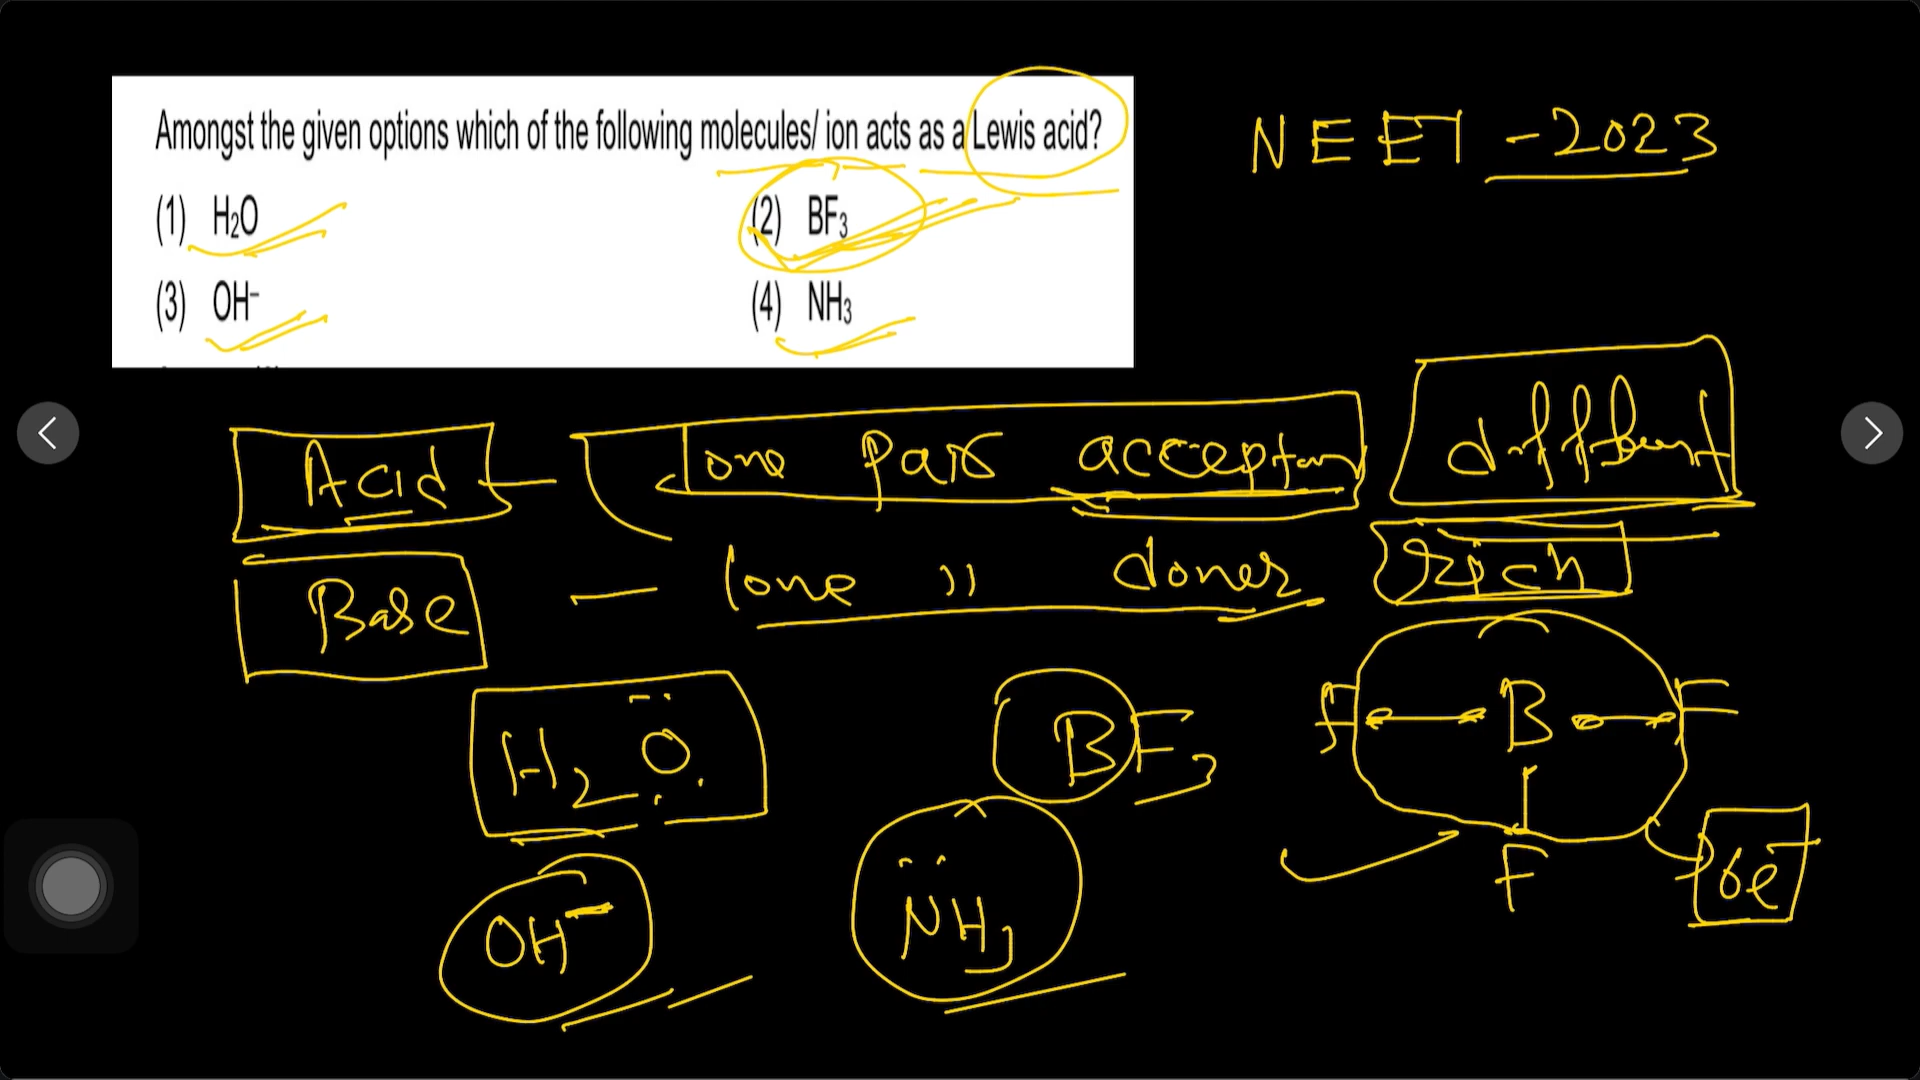 Amongst the given options which of the following molecules/ ion acts as a Lewis acid?
(1) H₂O
(2) BF₃
(3) OH⁻
(4) NH₃
NEET - 2023
Acid - lone pair acceptor
Base - lone " doner rich
H₂O
BF₃
F B F
F
6e⁻
OH⁻
NH₃